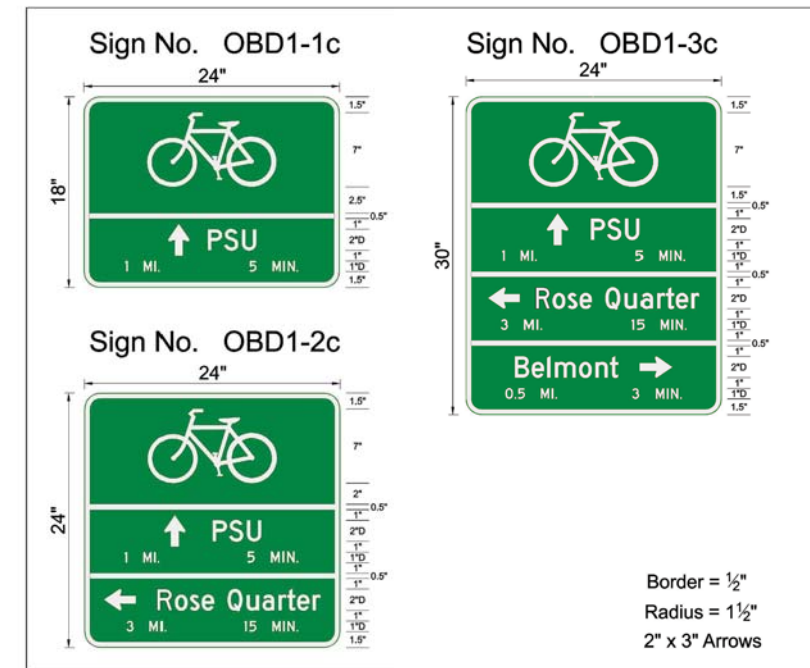 Sign No. OBD1-1c
24"
18"
1.5"
7"
2.5"
0.5"
1"
2"D
1"
1"D
1.5"
PSU
1 MI. 5 MIN.
Sign No. OBD1-2c
24"
24"
1.5"
7"
2"
0.5"
1"
2"D
1"
1"D
1"
0.5"
1"
2"D
1"
1"D
1.5"
PSU
1 MI. 5 MIN.
Rose Quarter
3 MI. 15 MIN.
Sign No. OBD1-3c
24"
30"
1.5"
7"
1.5"
0.5"
1"
2"D
1"
1"D
1"
0.5"
1"
2"D
1"
1"D
1"
0.5"
1"
2"D
1"
1"D
1.5"
PSU
1 MI. 5 MIN.
Rose Quarter
3 MI. 15 MIN.
Belmont
0.5 MI. 3 MIN.
Border = ½"
Radius = 1½"
2" x 3" Arrows